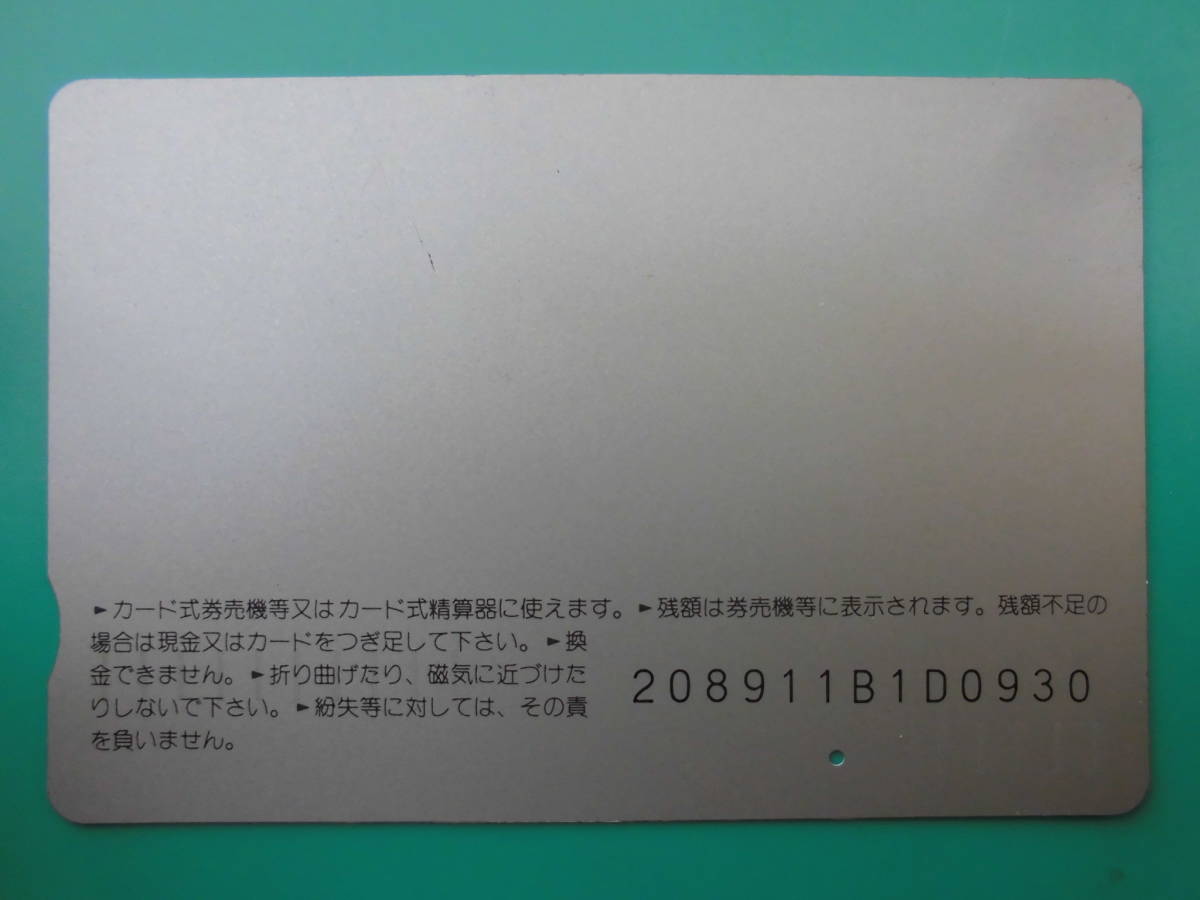 ►カード式券売機等又はカード式精算器に使えます。►残額は券売機等に表示されます。残額不足の
場合は現金又はカードをつぎ足して下さい。►換
金できません。►折り曲げたり、磁気に近づけた
りしないで下さい。►紛失等に対しては、その責
を負いません。
208911B1D0930